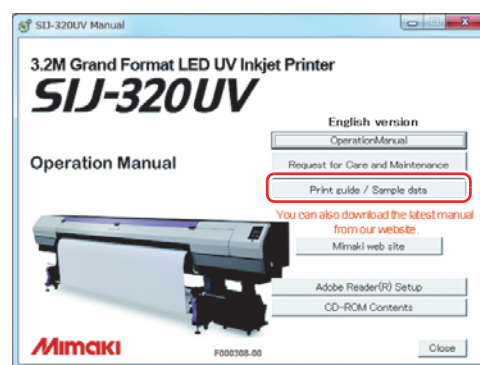 SIJ-320UV Manual
3.2M Grand Format LED UV Inkjet Printer
SIJ-320UV
English version
OperationManual
Operation Manual
Request for Care and Maintenance
Print guide / Sample data
You can also download the latest manual
from our website.
Mimaki web site
Adobe Reader(R) Setup
CD-ROM Contents
Mimaki
F000308-00
Close